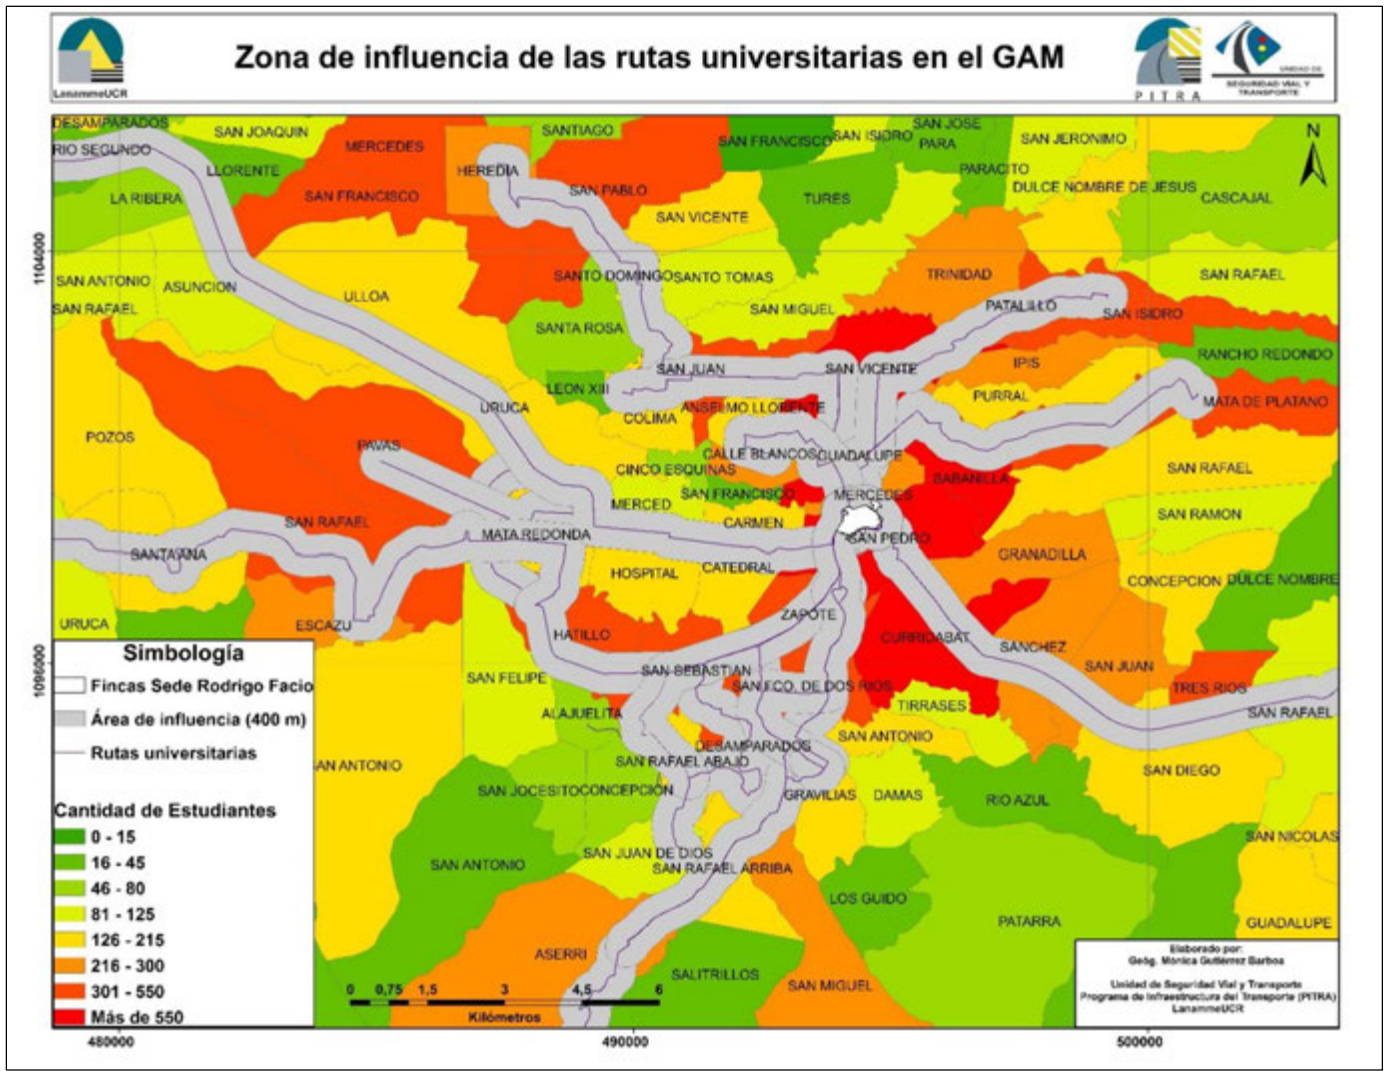 LanammeUCR
Zona de influencia de las rutas universitarias en el GAM
PITRA
UNIDAD DE
SEGURIDAD VIAL Y
TRANSPORTE
N
DESAMPARADOS
SAN JOAQUIN
MERCEDES
SANTIAGO
SAN FRANCISCO
SAN ISIDRO
SAN JOSE
PARA
SAN JERONIMO
RIO SEGUNDO
LLORENTE
HEREDIA
PARACITO
LA RIBERA
SAN FRANCISCO
SAN PABLO
TURES
DULCE NOMBRE DE JESUS
CASCAJAL
SAN VICENTE
1104000
SAN ANTONIO
ASUNCION
ULLOA
SANTO DOMINGO
SANTO TOMAS
TRINIDAD
SAN RAFAEL
SAN RAFAEL
SANTA ROSA
SAN MIGUEL
PATALILLO
SAN ISIDRO
RANCHO REDONDO
LEON XIII
SAN JUAN
SAN VICENTE
IPIS
URUCA
COLIMA
ANSELMO LLORENTE
PURRAL
MATA DE PLATANO
POZOS
PAVAS
CINCO ESQUINAS
CALLE BLANCOS
GUADALUPE
SABANILLA
SAN RAFAEL
MERCED
SAN FRANCISCO
MERCEDES
SAN RAFAEL
MATA REDONDA
CARMEN
SAN PEDRO
SAN RAMON
SANTA ANA
HOSPITAL
CATEDRAL
GRANADILLA
CONCEPCION
DULCE NOMBRE
URUCA
ESCAZU
HATILLO
ZAPOTE
CURRIDABAT
SANCHEZ
SAN JUAN
1096000
SAN FELIPE
SAN SEBASTIAN
SAN FCO. DE DOS RIOS
TIRRASES
TRES RIOS
SAN RAFAEL
ALAJUELITA
DESAMPARADOS
SAN ANTONIO
SAN ANTONIO
SAN RAFAEL ABAJO
SAN DIEGO
SAN JOCESITO
CONCEPCIÓN
GRAVILIAS
DAMAS
RIO AZUL
SAN NICOLAS
SAN ANTONIO
SAN JUAN DE DIOS
SAN RAFAEL ARRIBA
LOS GUIDO
PATARRA
GUADALUPE
ASERRI
SALITRILLOS
SAN MIGUEL
Simbología
Fincas Sede Rodrigo Facio
Área de influencia (400 m)
Rutas universitarias
Cantidad de Estudiantes
0 - 15
16 - 45
46 - 80
81 - 125
126 - 215
216 - 300
301 - 550
Más de 550
0 0,75 1,5 3 4,5 6
Kilómetros
Elaborado por:
Geóg. Mónica Gutiérrez Barboa
Unidad de Seguridad Vial y Transporte
Programa de Infraestructura del Transporte (PITRA)
LanammeUCR
480000
490000
500000